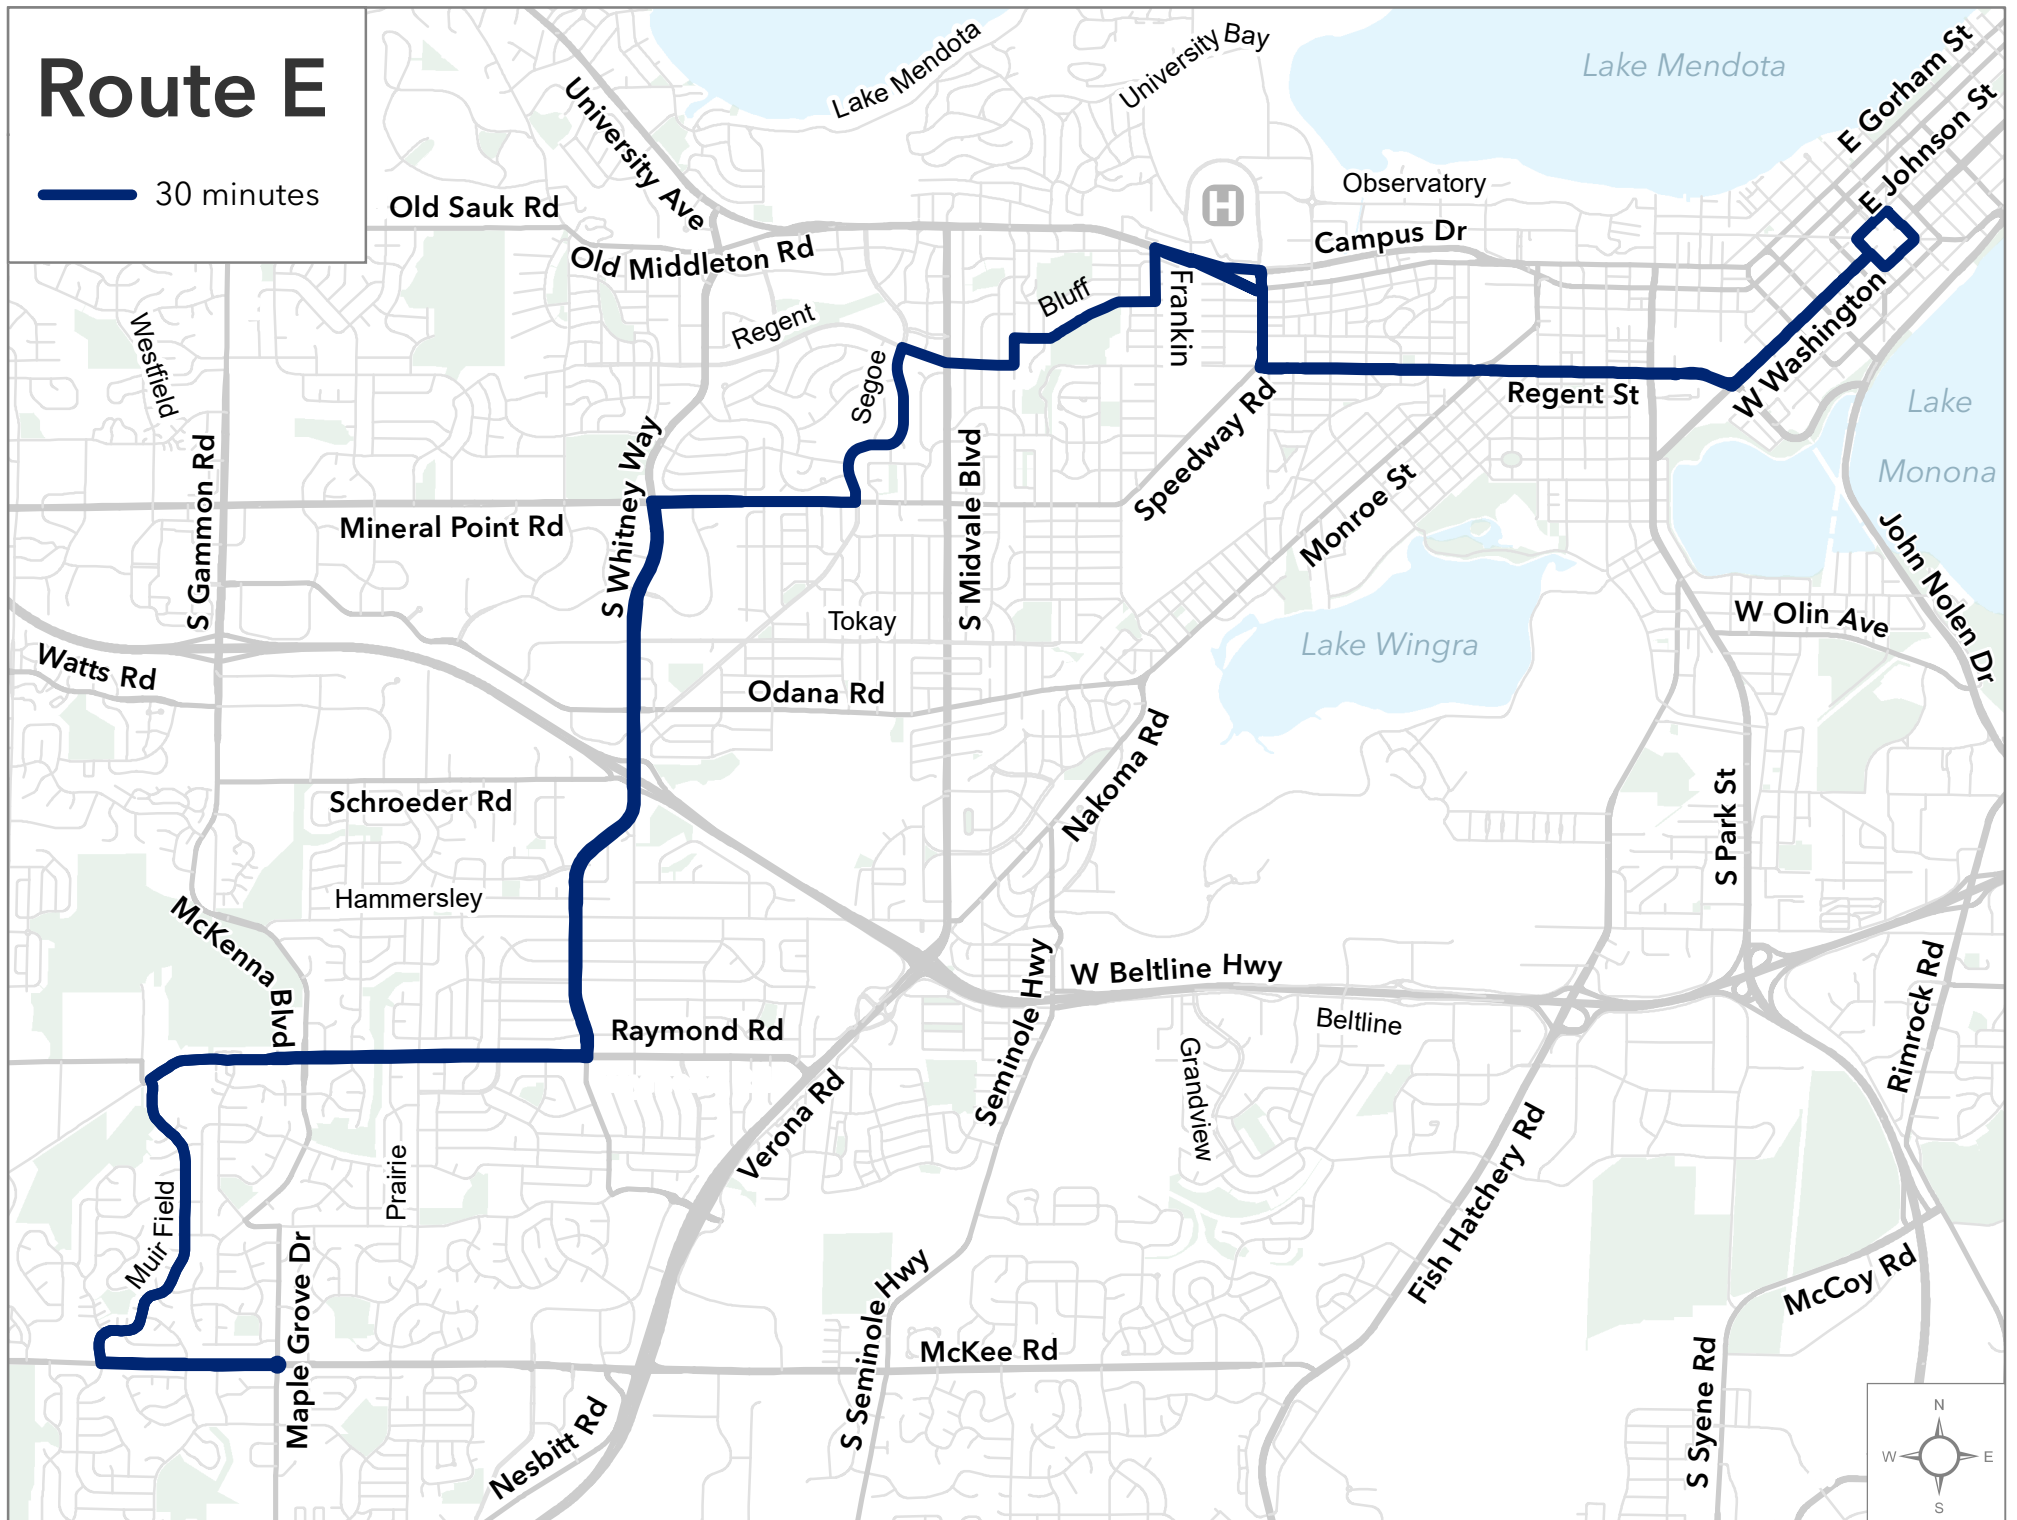 Route E
30 minutes
Lake Mendota
University Bay
Lake Mendota
E Gorham St
E Johnson St
University Ave
Old Sauk Rd
Old Middleton Rd
H
Observatory
Campus Dr
Westfield
Regent
Bluff
Frankin
Segoe
W Washington
Regent St
Lake
Monona
S Gammon Rd
S Whitney Way
S Midvale Blvd
Speedway Rd
Monroe St
Mineral Point Rd
John Nolen Dr
Tokay
W Olin Ave
Lake Wingra
Watts Rd
Odana Rd
Nakoma Rd
Schroeder Rd
S Park St
Hammersley
McKenna Blvd
W Beltline Hwy
Beltline
Seminole Hwy
Rimrock Rd
Raymond Rd
Grandview
Verona Rd
Fish Hatchery Rd
Prairie
Muir Field
Maple Grove Dr
S Seminole Hwy
McCoy Rd
McKee Rd
S Syene Rd
Nesbitt Rd
N
W E
S